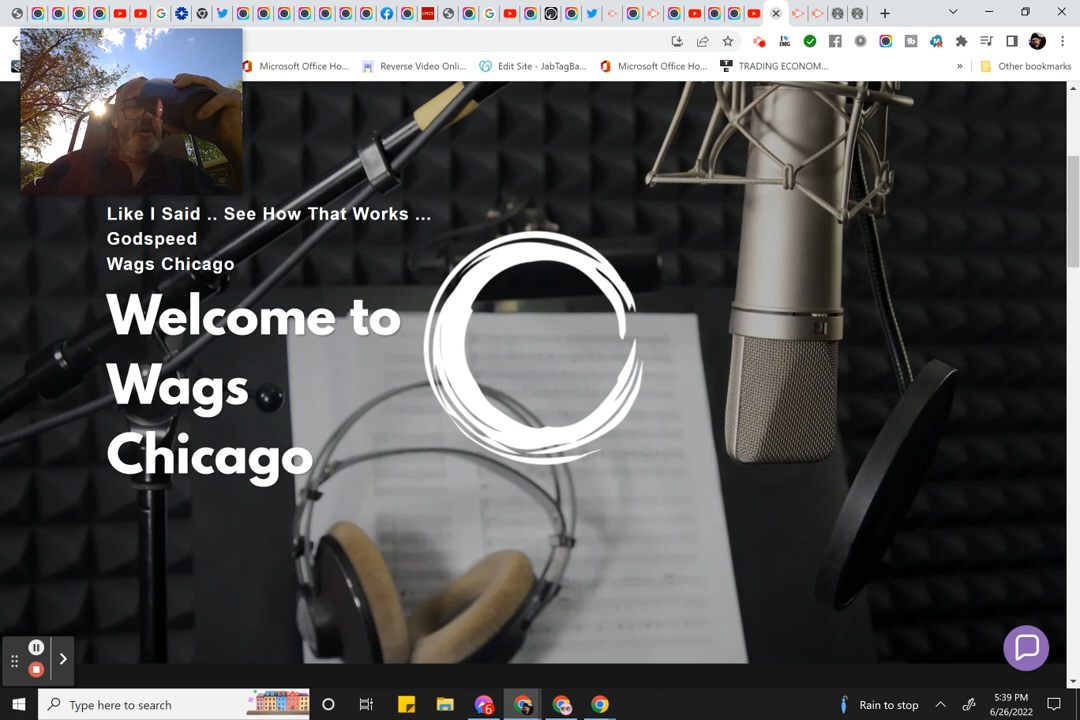 Microsoft Office Ho...
Reverse Video Onli...
Edit Site - JabTagBa...
Microsoft Office Ho...
TRADING ECONOM...
»
Other bookmarks
Like I Said .. See How That Works ...
Godspeed
Wags Chicago
Welcome to
Wags
Chicago
Type here to search
6
Rain to stop
5:39 PM
6/26/2022